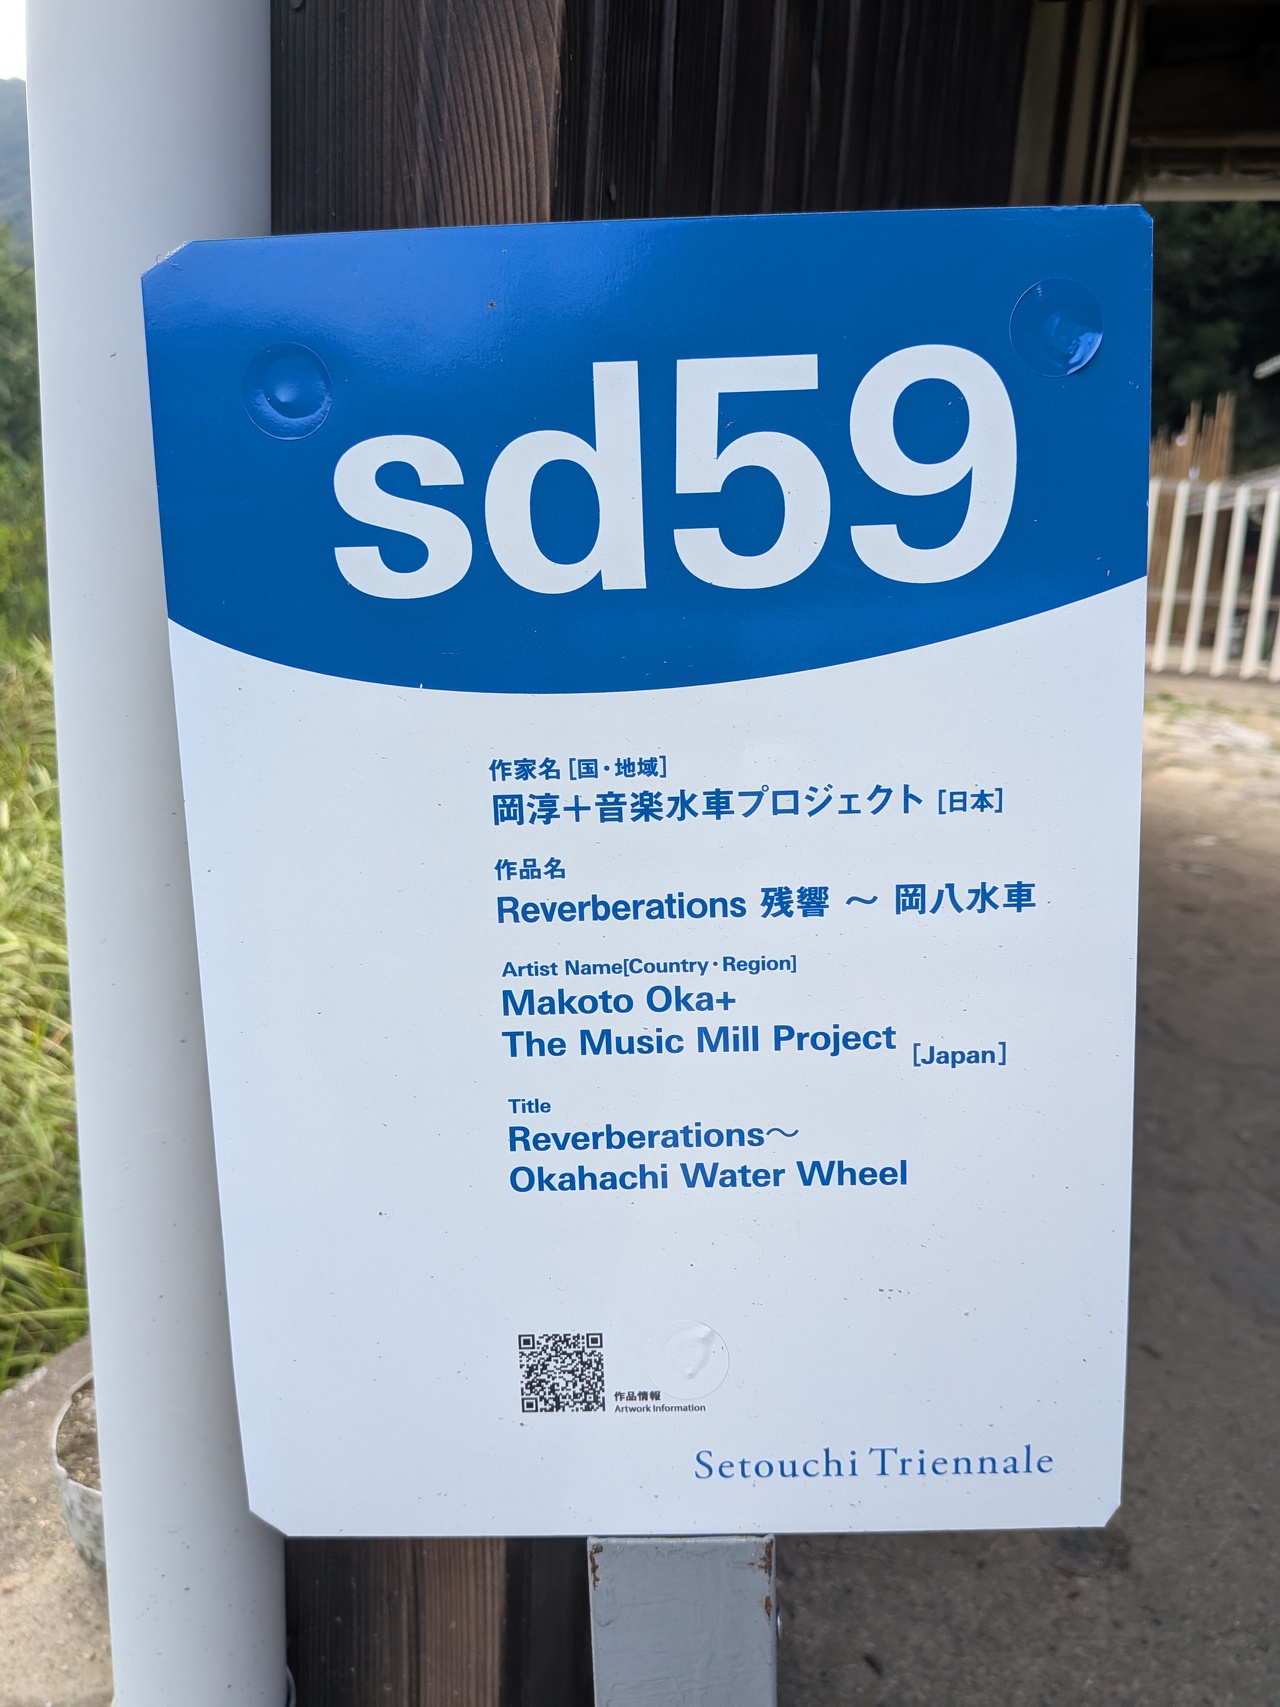 sd59
作家名 [国・地域]
岡淳＋音楽水車プロジェクト [日本]
作品名
Reverberations 残響 ～ 岡八水車
Artist Name[Country・Region]
Makoto Oka+
The Music Mill Project [Japan]
Title
Reverberations～
Okahachi Water Wheel
作品情報
Artwork Information
Setouchi Triennale